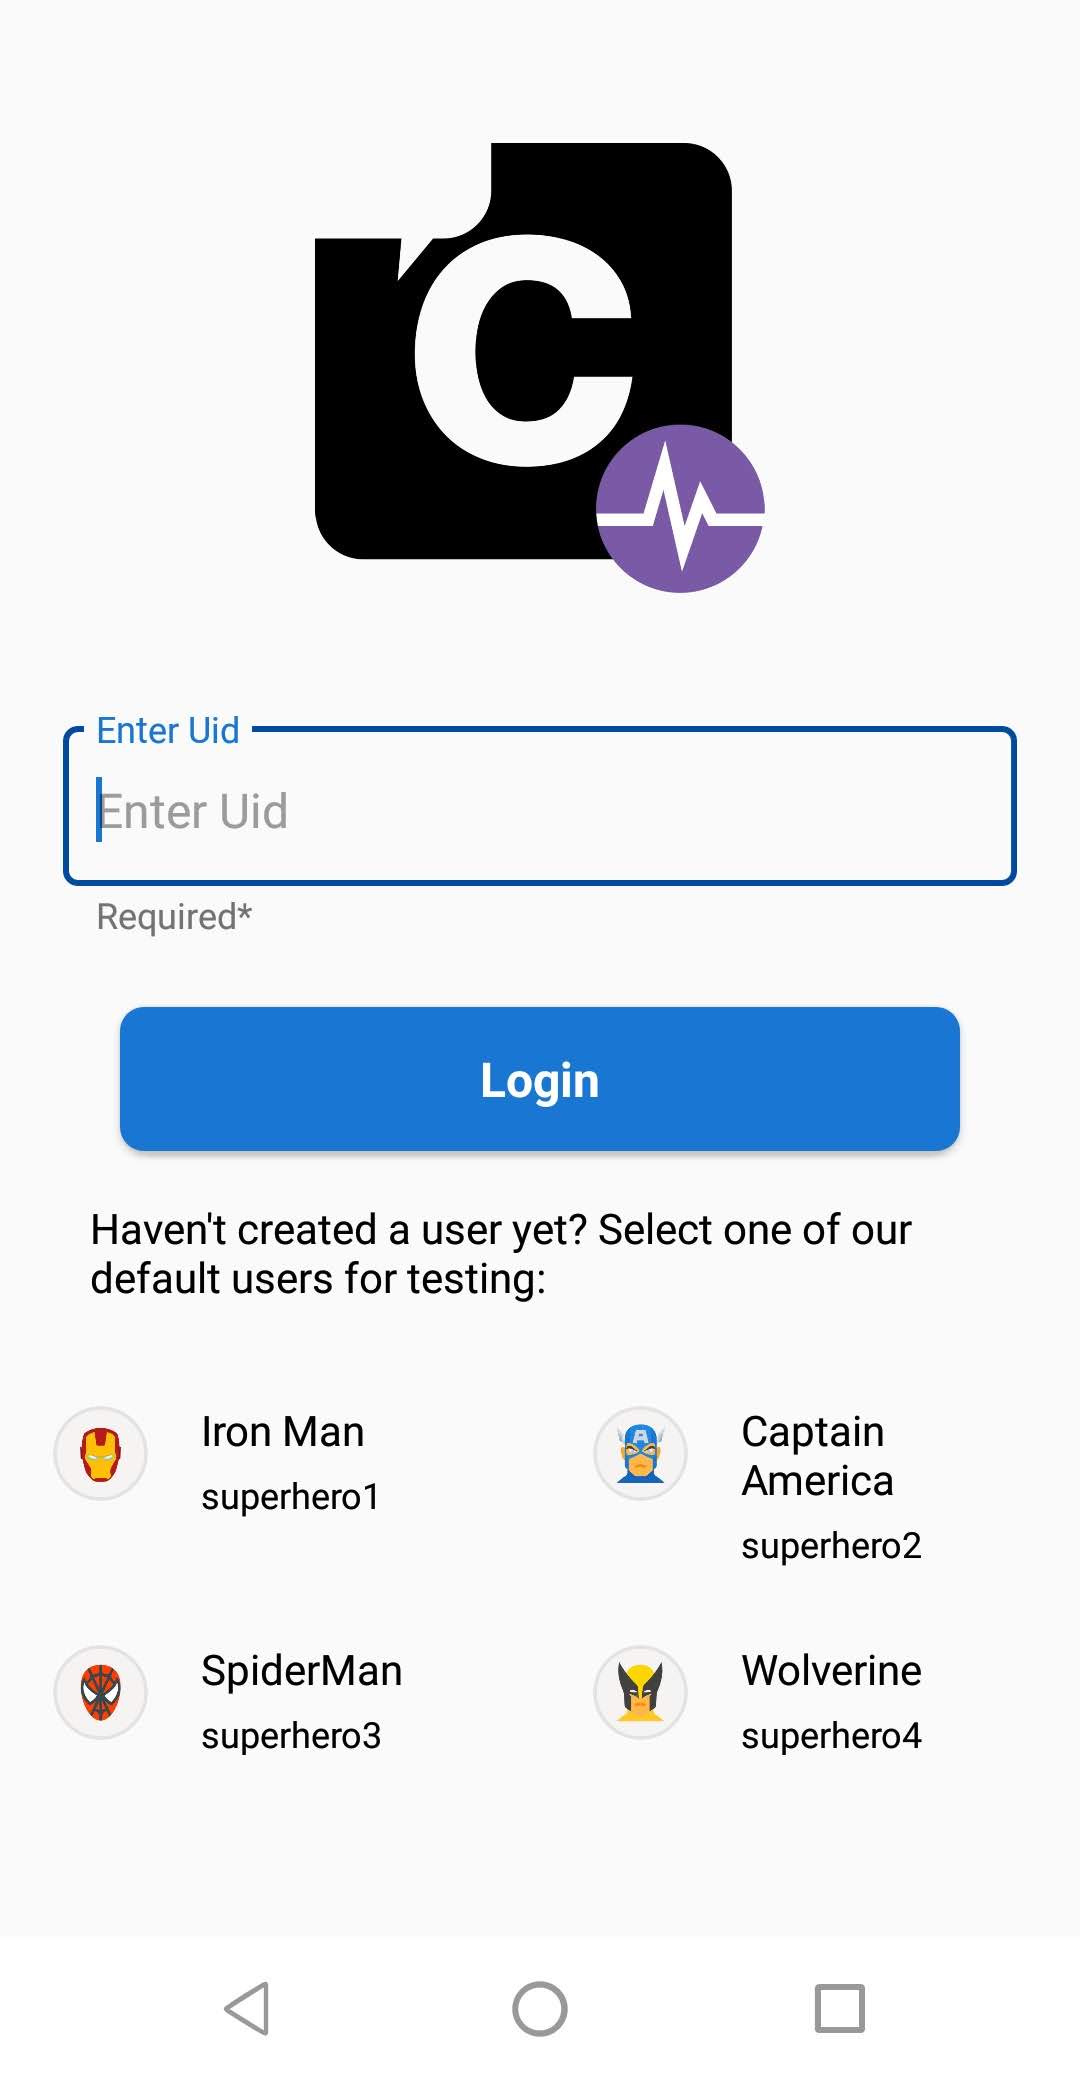 C
Enter Uid
Enter Uid
Required*
Login
Haven't created a user yet? Select one of our
default users for testing:
Iron Man
superhero1
Captain
America
superhero2
SpiderMan
superhero3
Wolverine
superhero4